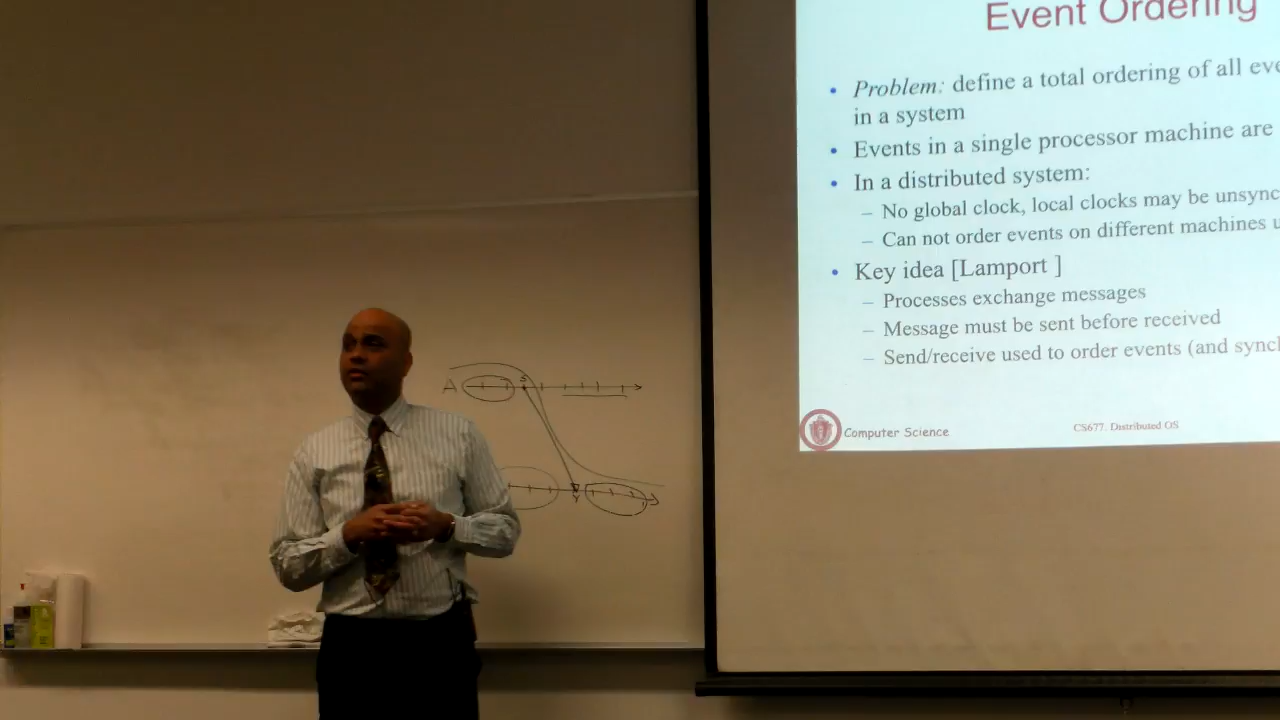 Event Ordering
• Problem: define a total ordering of all eve
in a system
• Events in a single processor machine are
• In a distributed system:
– No global clock, local clocks may be unsync
– Can not order events on different machines u
• Key idea [Lamport ]
– Processes exchange messages
– Message must be sent before received
– Send/receive used to order events (and synch
Computer Science
CS677. Distributed OS
A
S